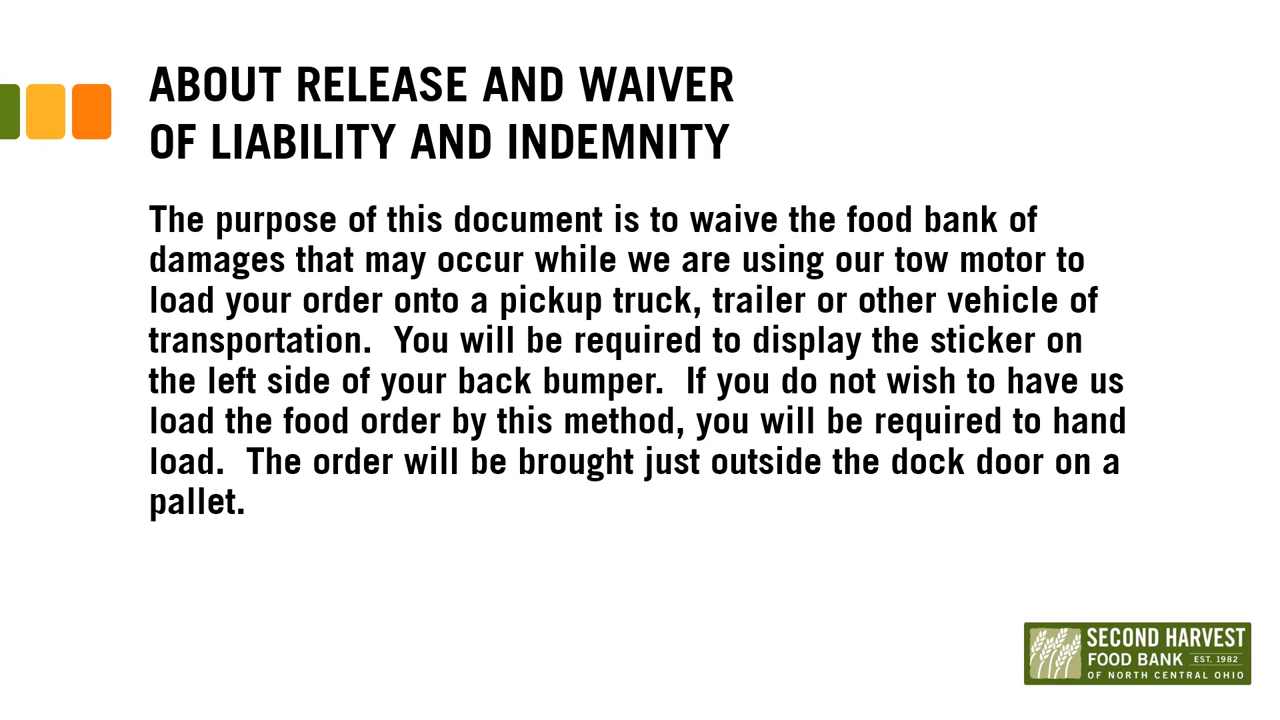 ABOUT RELEASE AND WAIVER
OF LIABILITY AND INDEMNITY
The purpose of this document is to waive the food bank of
damages that may occur while we are using our tow motor to
load your order onto a pickup truck, trailer or other vehicle of
transportation.  You will be required to display the sticker on
the left side of your back bumper.  If you do not wish to have us
load the food order by this method, you will be required to hand
load.  The order will be brought just outside the dock door on a
pallet.
SECOND HARVEST
FOOD BANK EST. 1982
OF NORTH CENTRAL OHIO